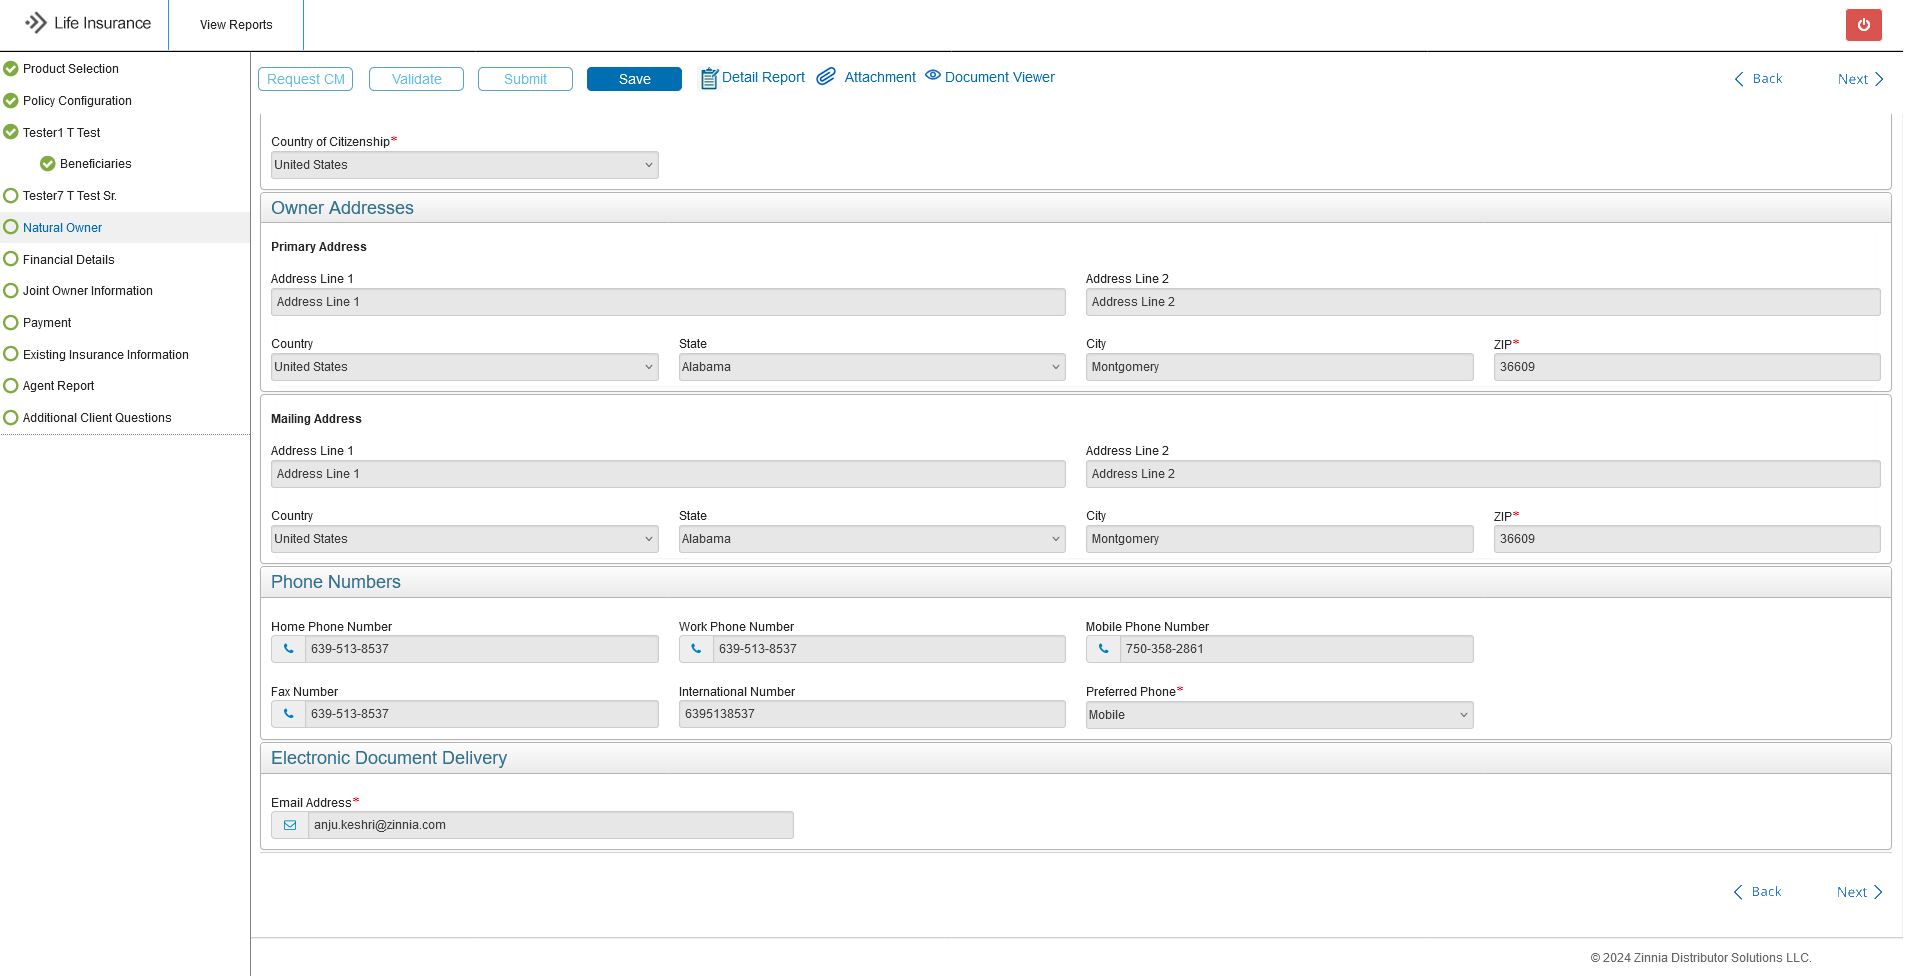 Life Insurance
View Reports
Product Selection
Policy Configuration
Tester1 T Test
Beneficiaries
Tester7 T Test Sr.
Natural Owner
Financial Details
Joint Owner Information
Payment
Existing Insurance Information
Agent Report
Additional Client Questions
Request CM Validate Submit Save Detail Report Attachment Document Viewer Back Next
Country of Citizenship*
United States
Owner Addresses
Primary Address
Address Line 1 Address Line 2
Address Line 1 Address Line 2
Country State City ZIP*
United States Alabama Montgomery 36609
Mailing Address
Address Line 1 Address Line 2
Address Line 1 Address Line 2
Country State City ZIP*
United States Alabama Montgomery 36609
Phone Numbers
Home Phone Number Work Phone Number Mobile Phone Number
639-513-8537 639-513-8537 750-358-2861
Fax Number International Number Preferred Phone*
639-513-8537 6395138537 Mobile
Electronic Document Delivery
Email Address*
anju.keshri@zinnia.com
Back Next
© 2024 Zinnia Distributor Solutions LLC.